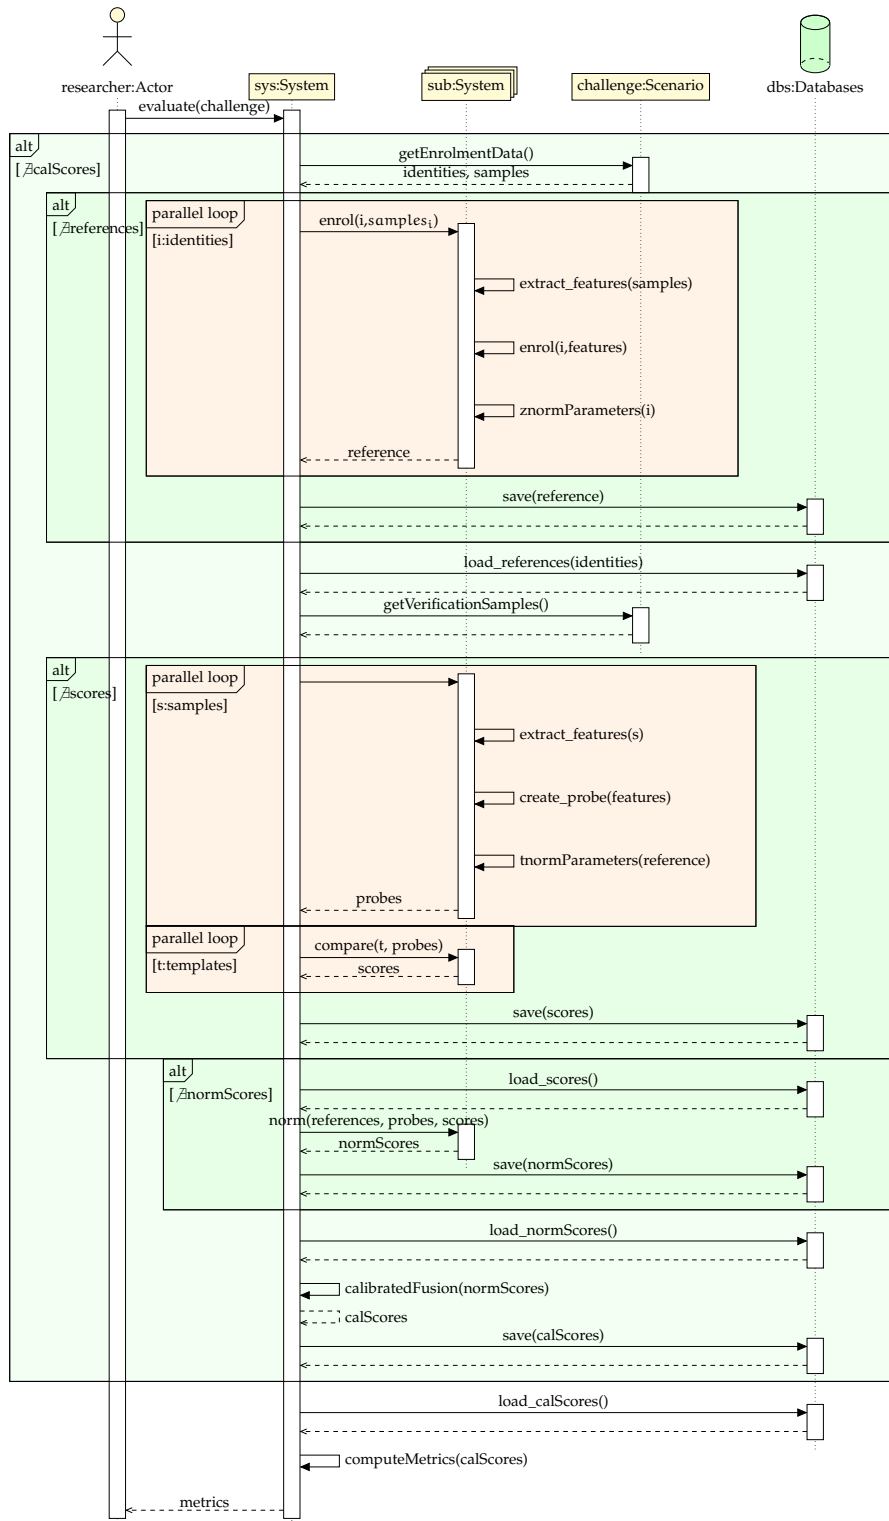 researcher:Actor
sys:System
sub:System
challenge:Scenario
dbs:Databases
evaluate(challenge)
alt
[∄calScores]
getEnrolmentData()
identities, samples
alt
[∄references]
parallel loop
[i:identities]
enrol(i,samplesᵢ)
extract_features(samples)
enrol(i,features)
znormParameters(i)
reference
save(reference)
load_references(identities)
getVerificationSamples()
alt
[∄scores]
parallel loop
[s:samples]
extract_features(s)
create_probe(features)
tnormParameters(reference)
probes
parallel loop
[t:templates]
compare(t, probes)
scores
save(scores)
alt
[∄normScores]
load_scores()
norm(references, probes, scores)
normScores
save(normScores)
load_normScores()
calibratedFusion(normScores)
calScores
save(calScores)
load_calScores()
computeMetrics(calScores)
metrics